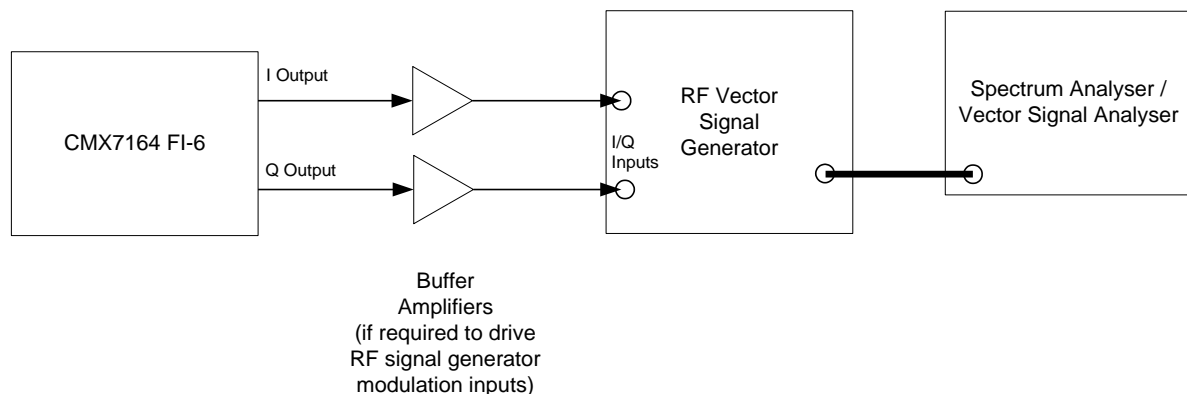 CMX7164 FI-6
I Output
Q Output
I/Q
Inputs
RF Vector
Signal
Generator
Spectrum Analyser /
Vector Signal Analyser
Buffer
Amplifiers
(if required to drive
RF signal generator
modulation inputs)